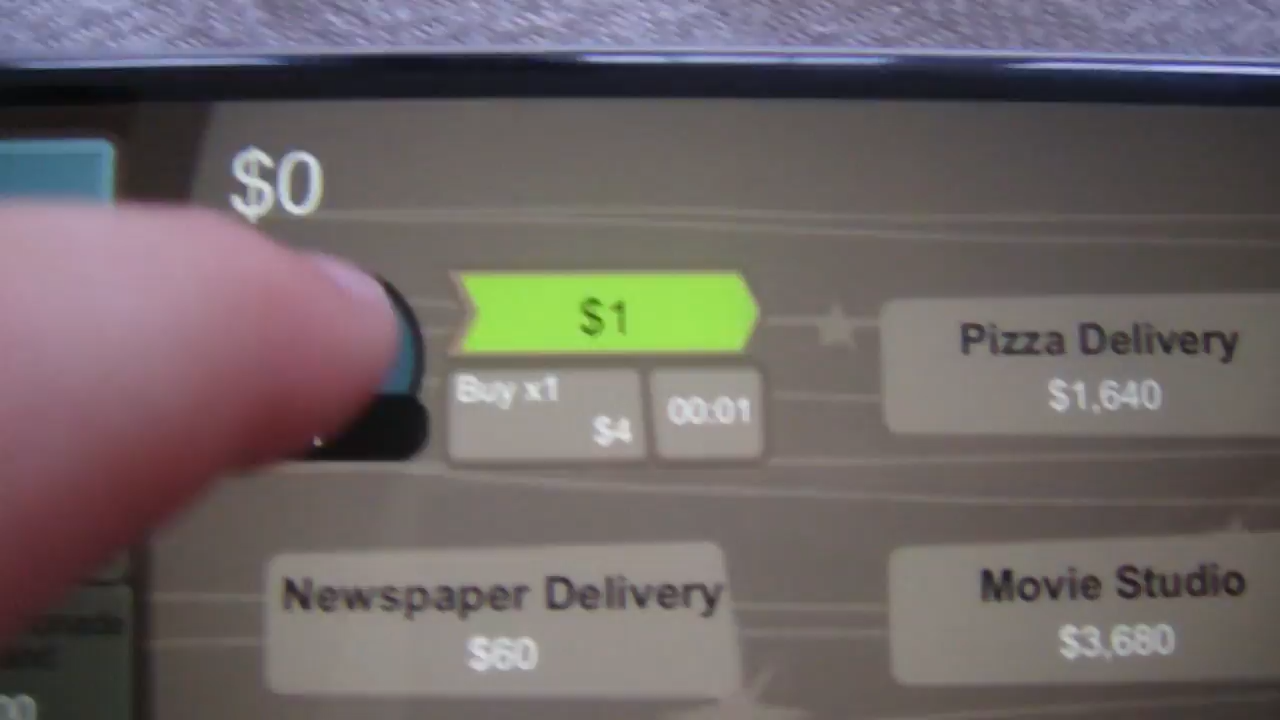 $0
$1
Buy x1
$4
00:01
Pizza Delivery
$1,640
Newspaper Delivery
$60
Movie Studio
$3,680